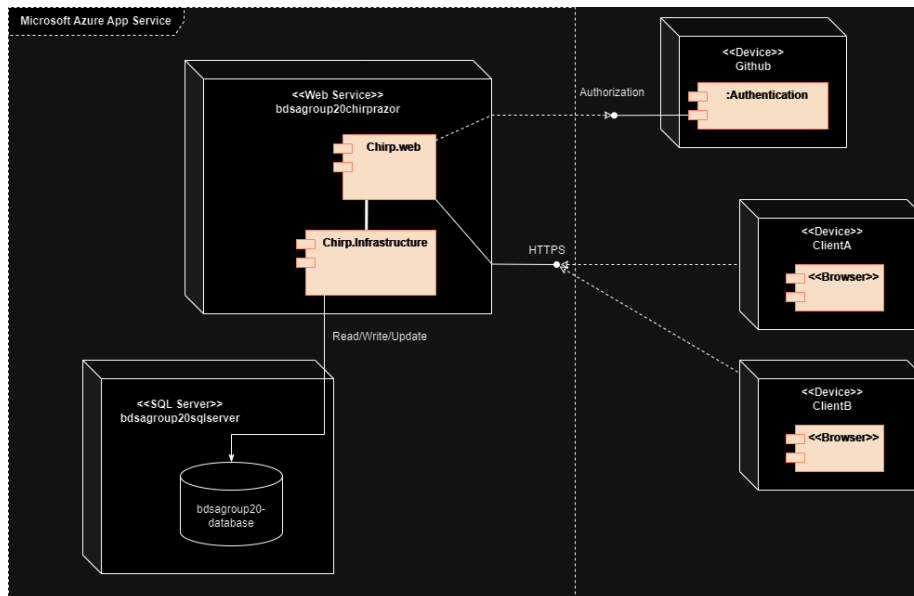 Microsoft Azure App Service
<<Web Service>>
bdsagroup20chirprazor
Chirp.web
Chirp.Infrastructure
Read/Write/Update
<<SQL Server>>
bdsagroup20sqlserver
bdsagroup20-
database
Authorization
<<Device>>
Github
:Authentication
HTTPS
<<Device>>
ClientA
<<Browser>>
<<Device>>
ClientB
<<Browser>>